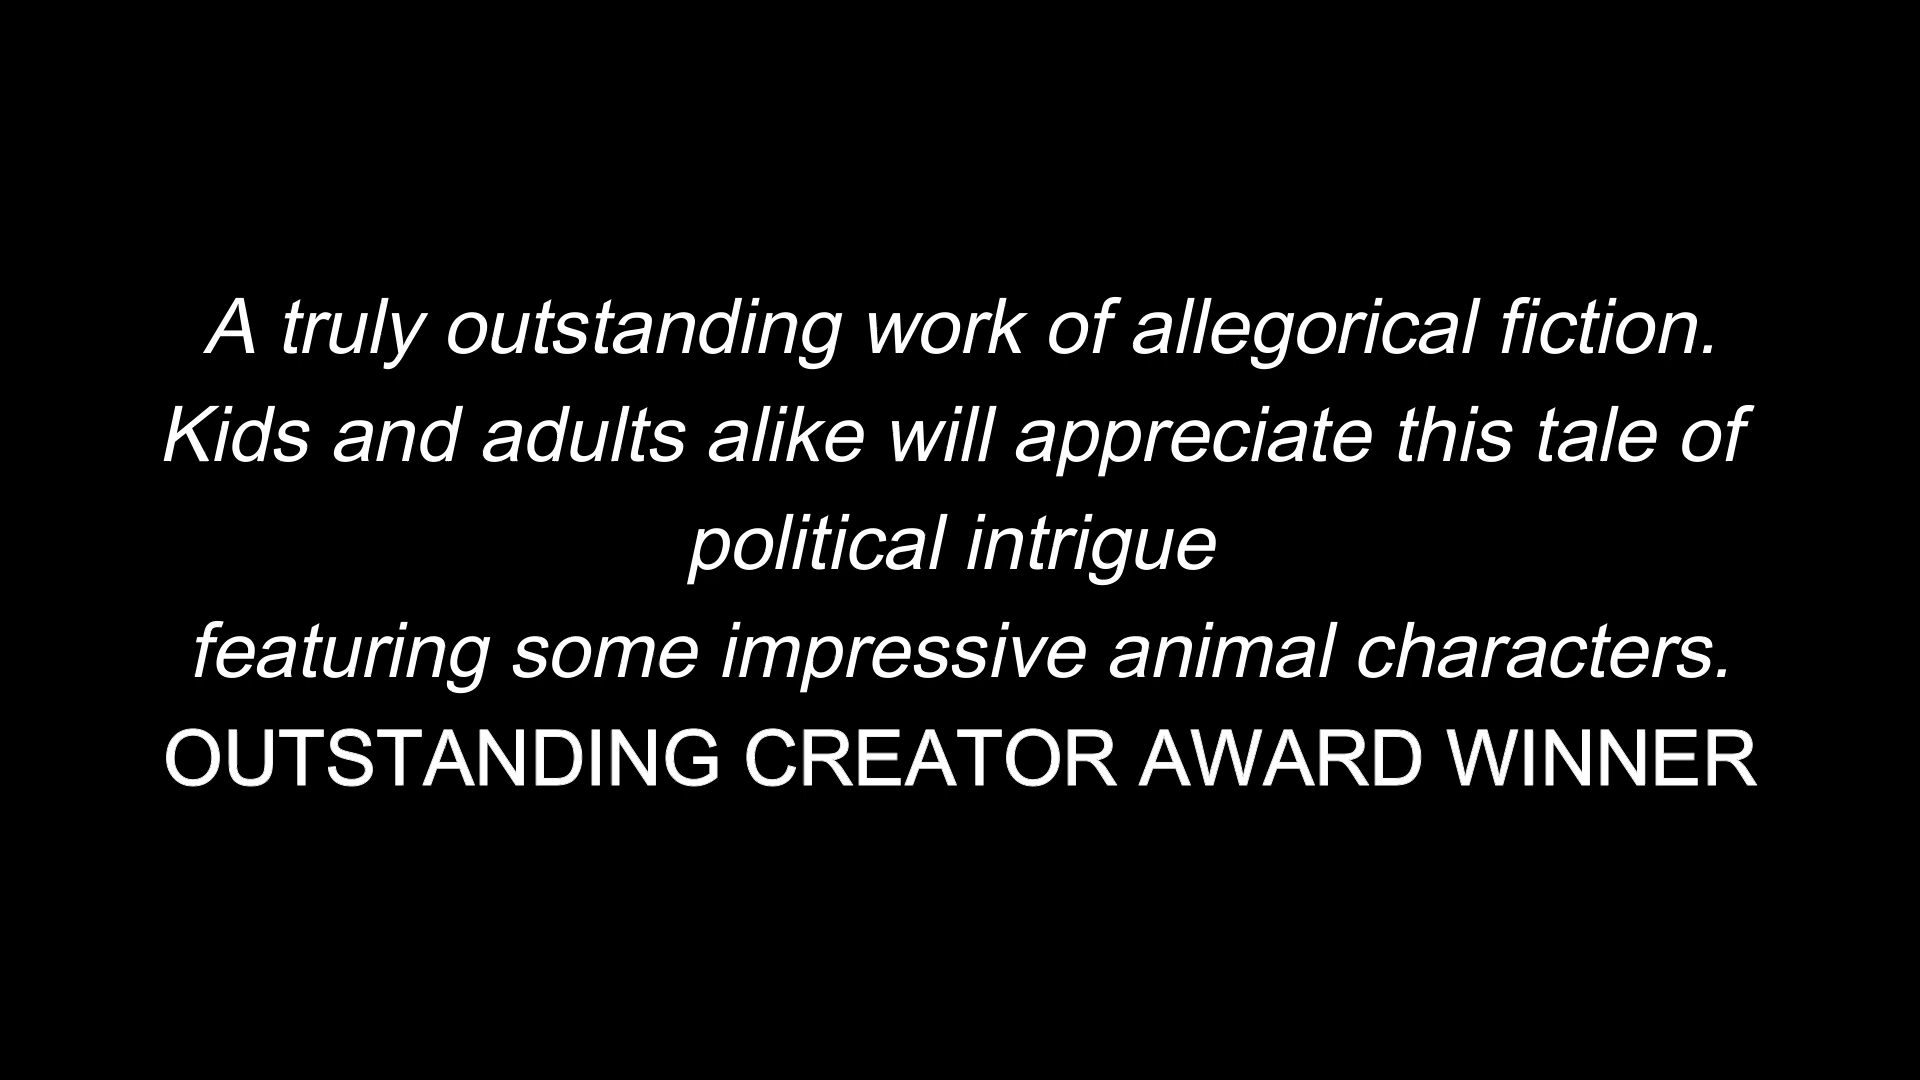 A truly outstanding work of allegorical fiction.
Kids and adults alike will appreciate this tale of
political intrigue
featuring some impressive animal characters.
OUTSTANDING CREATOR AWARD WINNER